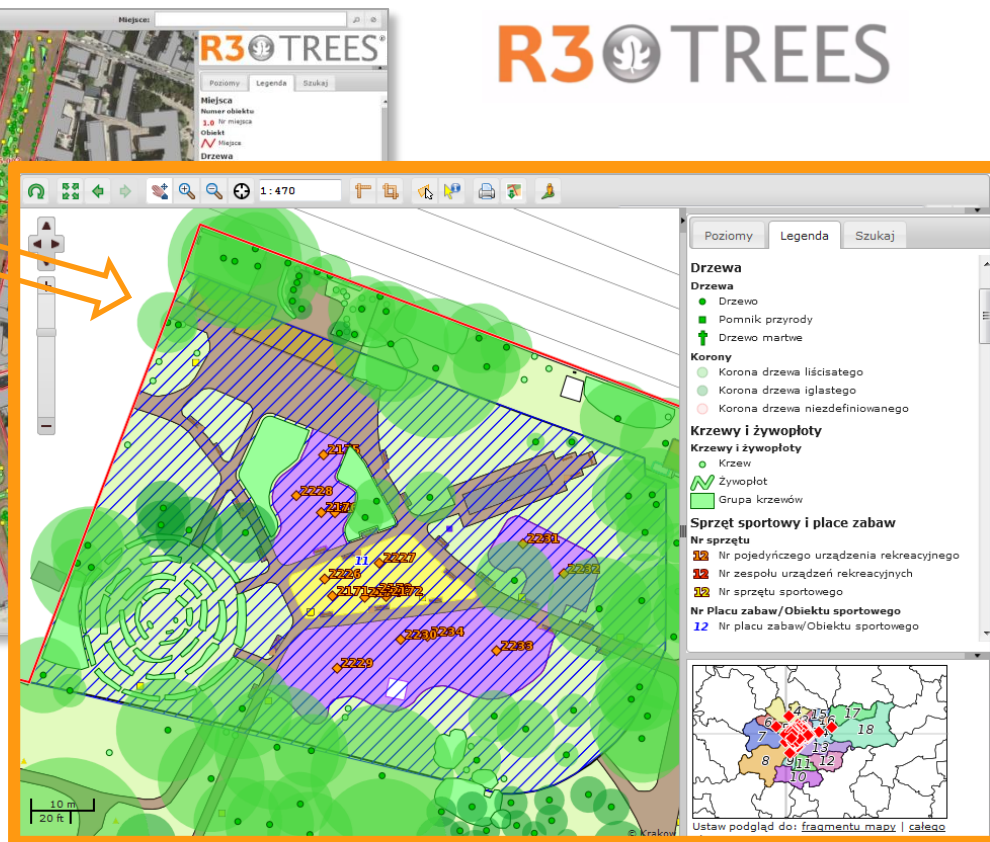 Miejsce:
R3 TREES®
Poziomy Legenda Szukaj
Miejsca
Numer obiektu
1.0 Nr miejsca
Obiekt
Miejsca
Drzewa
R3 TREES
1:470
Poziomy Legenda Szukaj
Drzewa
Drzewa
Drzewo
Pomnik przyrody
Drzewo martwe
Korony
Korona drzewa liścisatego
Korona drzewa iglastego
Korona drzewa niezdefiniowanego
Krzewy i żywopłoty
Krzewy i żywopłoty
Krzew
Żywopłot
Grupa krzewów
Sprzęt sportowy i place zabaw
Nr sprzętu
12 Nr pojedyńczego urządzenia rekreacyjnego
12 Nr zespołu urządzeń rekreacyjnych
12 Nr sprzętu sportowego
Nr Placu zabaw/Obiektu sportowego
12 Nr placu zabaw/Obiektu sportowego
2228
2231
2232
11
2227
2226
2171
2172
2230
2234
2233
2229
10 m
20 ft
© Krakow
4
15
16
17
6
7
18
13
8
9
11
12
10
Ustaw podgląd do: fragmentu mapy | całego